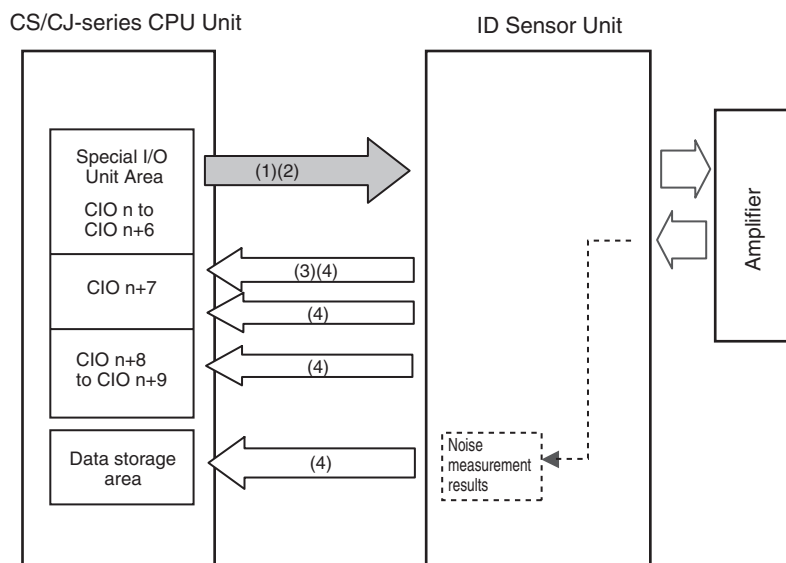 CS/CJ-series CPU Unit
ID Sensor Unit
Special I/O
Unit Area
CIO n to
CIO n+6
(1)(2)
Amplifier
CIO n+7
(3)(4)
(4)
CIO n+8
to CIO n+9
(4)
Data storage
area
(4)
Noise
measurement
results